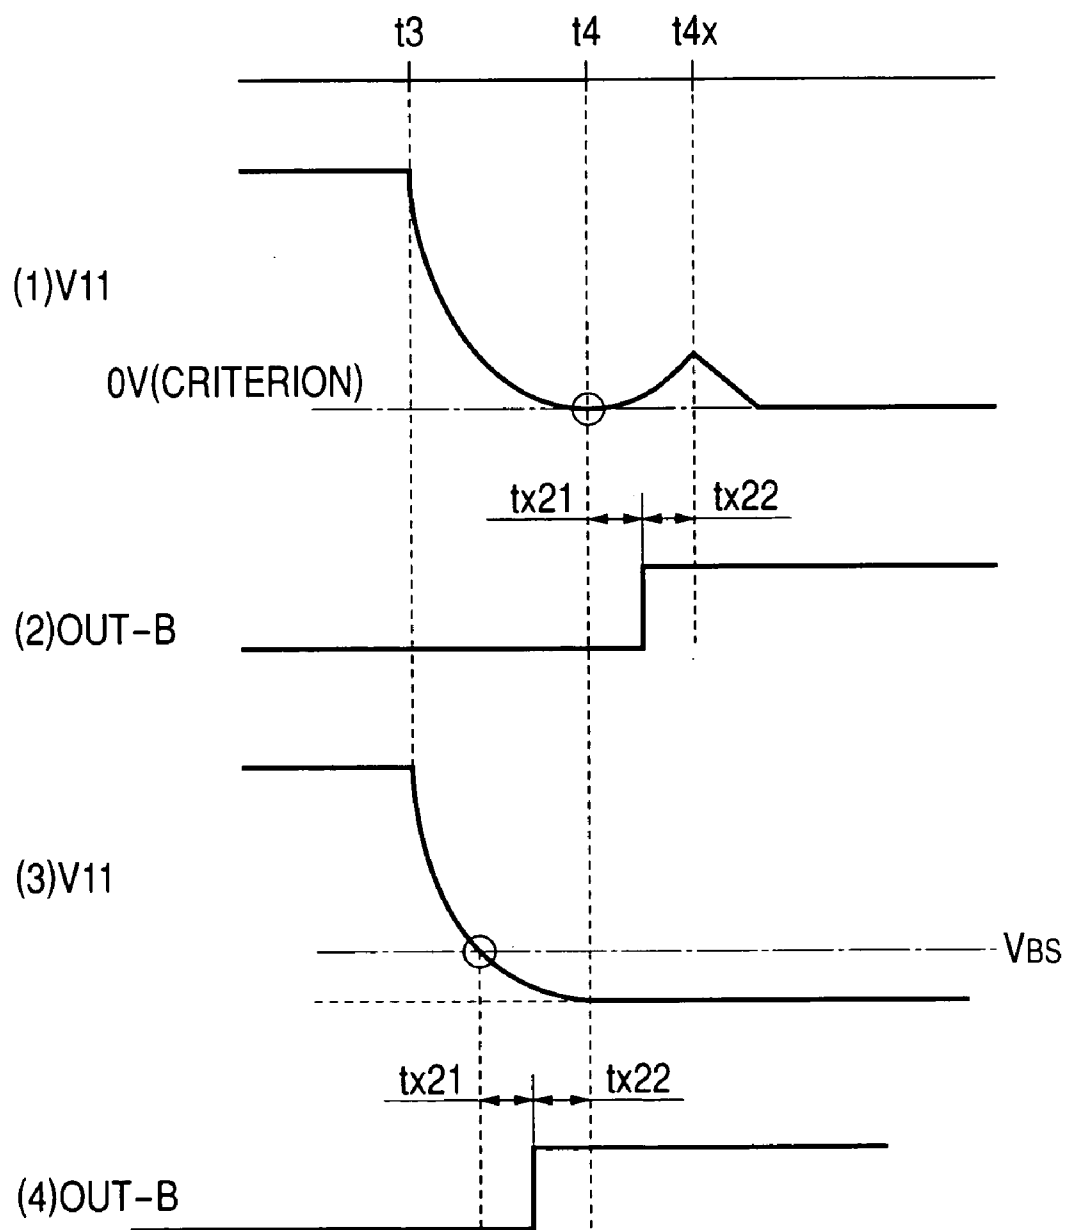 t3 t4 t4x
(1)V11
0V(CRITERION)
tx21 tx22
(2)OUT-B
(3)V11
VBS
tx21 tx22
(4)OUT-B